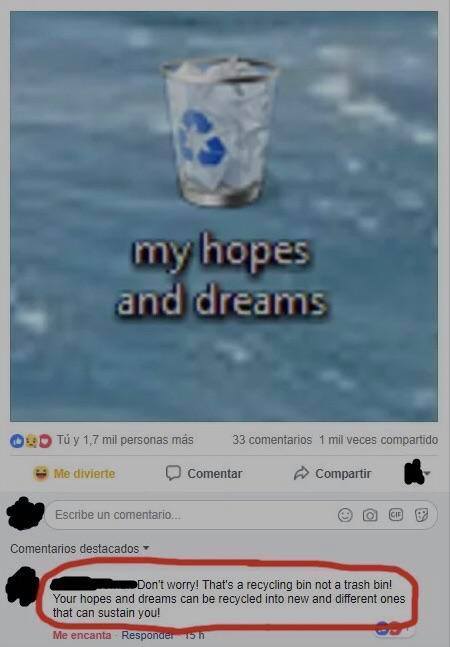 my hopes
and dreams
Tú y 1,7 mil personas más 33 comentarios 1 mil veces compartido
Me divierte Comentar Compartir
Escribe un comentario... GIF
Comentarios destacados
Don't worry! That's a recycling bin not a trash bin!
Your hopes and dreams can be recycled into new and different ones
that can sustain you!
Me encanta · Responder · 15 h